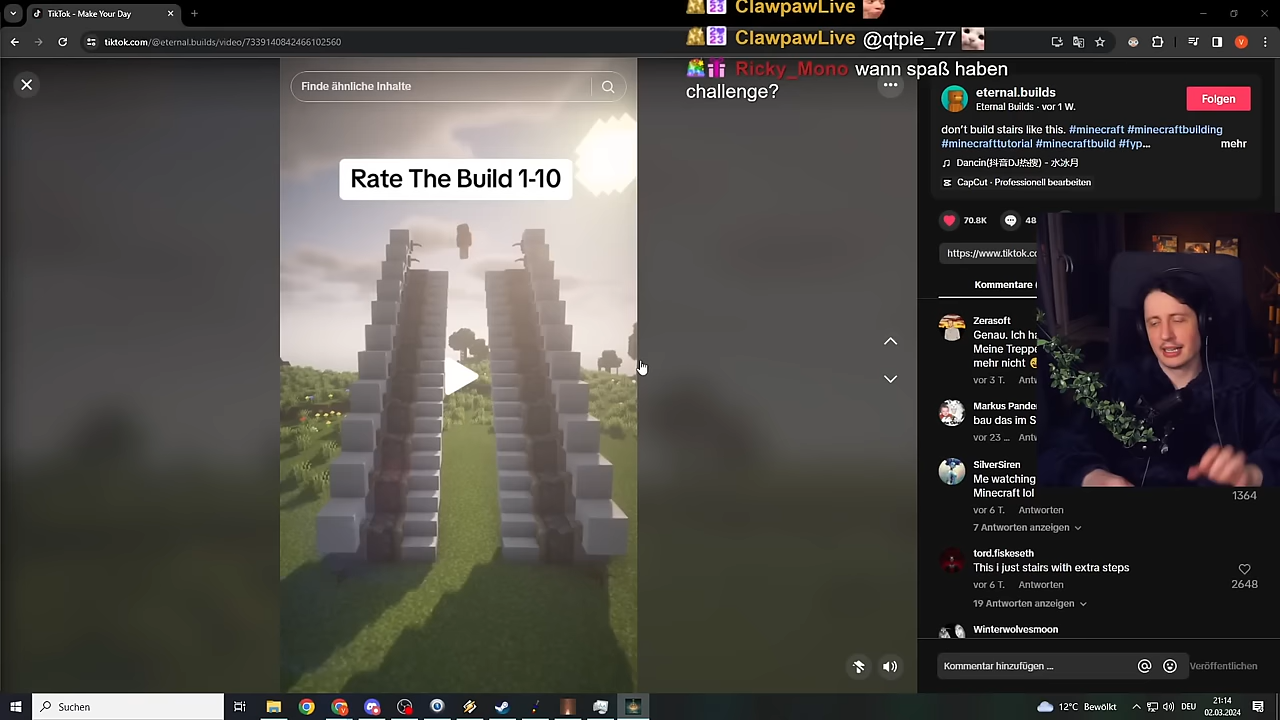 TikTok - Make Your Day
ClawpawLive
tiktok.com/@eternal.builds/video/73391
0842466102560
ClawpawLive @qtpie_77
Ricky_Mono wann spaß haben
challenge?
Finde ähnliche Inhalte
Rate The Build 1-10
eternal.builds
Eternal Builds · vor 1 W.
Folgen
don't build stairs like this. #minecraft #minecraftbuilding
#minecrafttutorial #minecraftbuild #fyp...
mehr
Dancin(抖音DJ热搜) - 水冰月
CapCut · Professionell bearbeiten
70.8K
48
https://www.tiktok.co
Kommentare (
Zerasoft
Genau. Ich ha
Meine Treppe
mehr nicht
vor 3 T.
Antw
Markus Pande
bau das im S
vor 23 ...
Antw
SilverSiren
Me watching
Minecraft lol
1364
vor 6 T.
Antworten
7 Antworten anzeigen
tord.fiskeseth
This i just stairs with extra steps
2648
vor 6 T.
Antworten
19 Antworten anzeigen
Winterwolvesmoon
Kommentar hinzufügen ...
Veröffentlichen
Suchen
12°C Bewölkt
DEU
21:14
02.03.2024